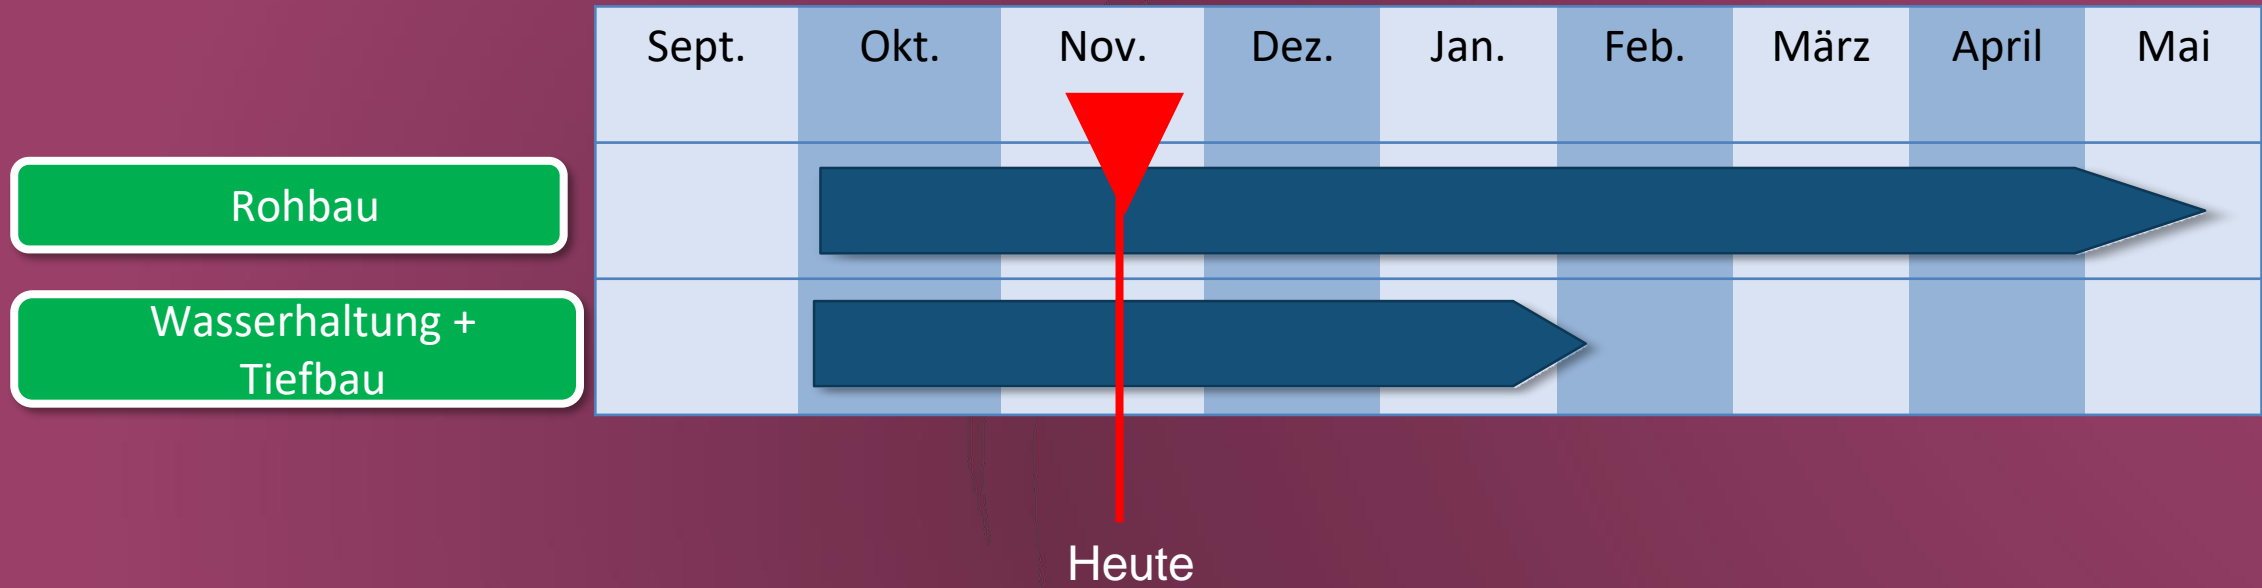 Sept. Okt. Nov. Dez. Jan. Feb. März April Mai
Rohbau
Wasserhaltung +
Tiefbau
Heute